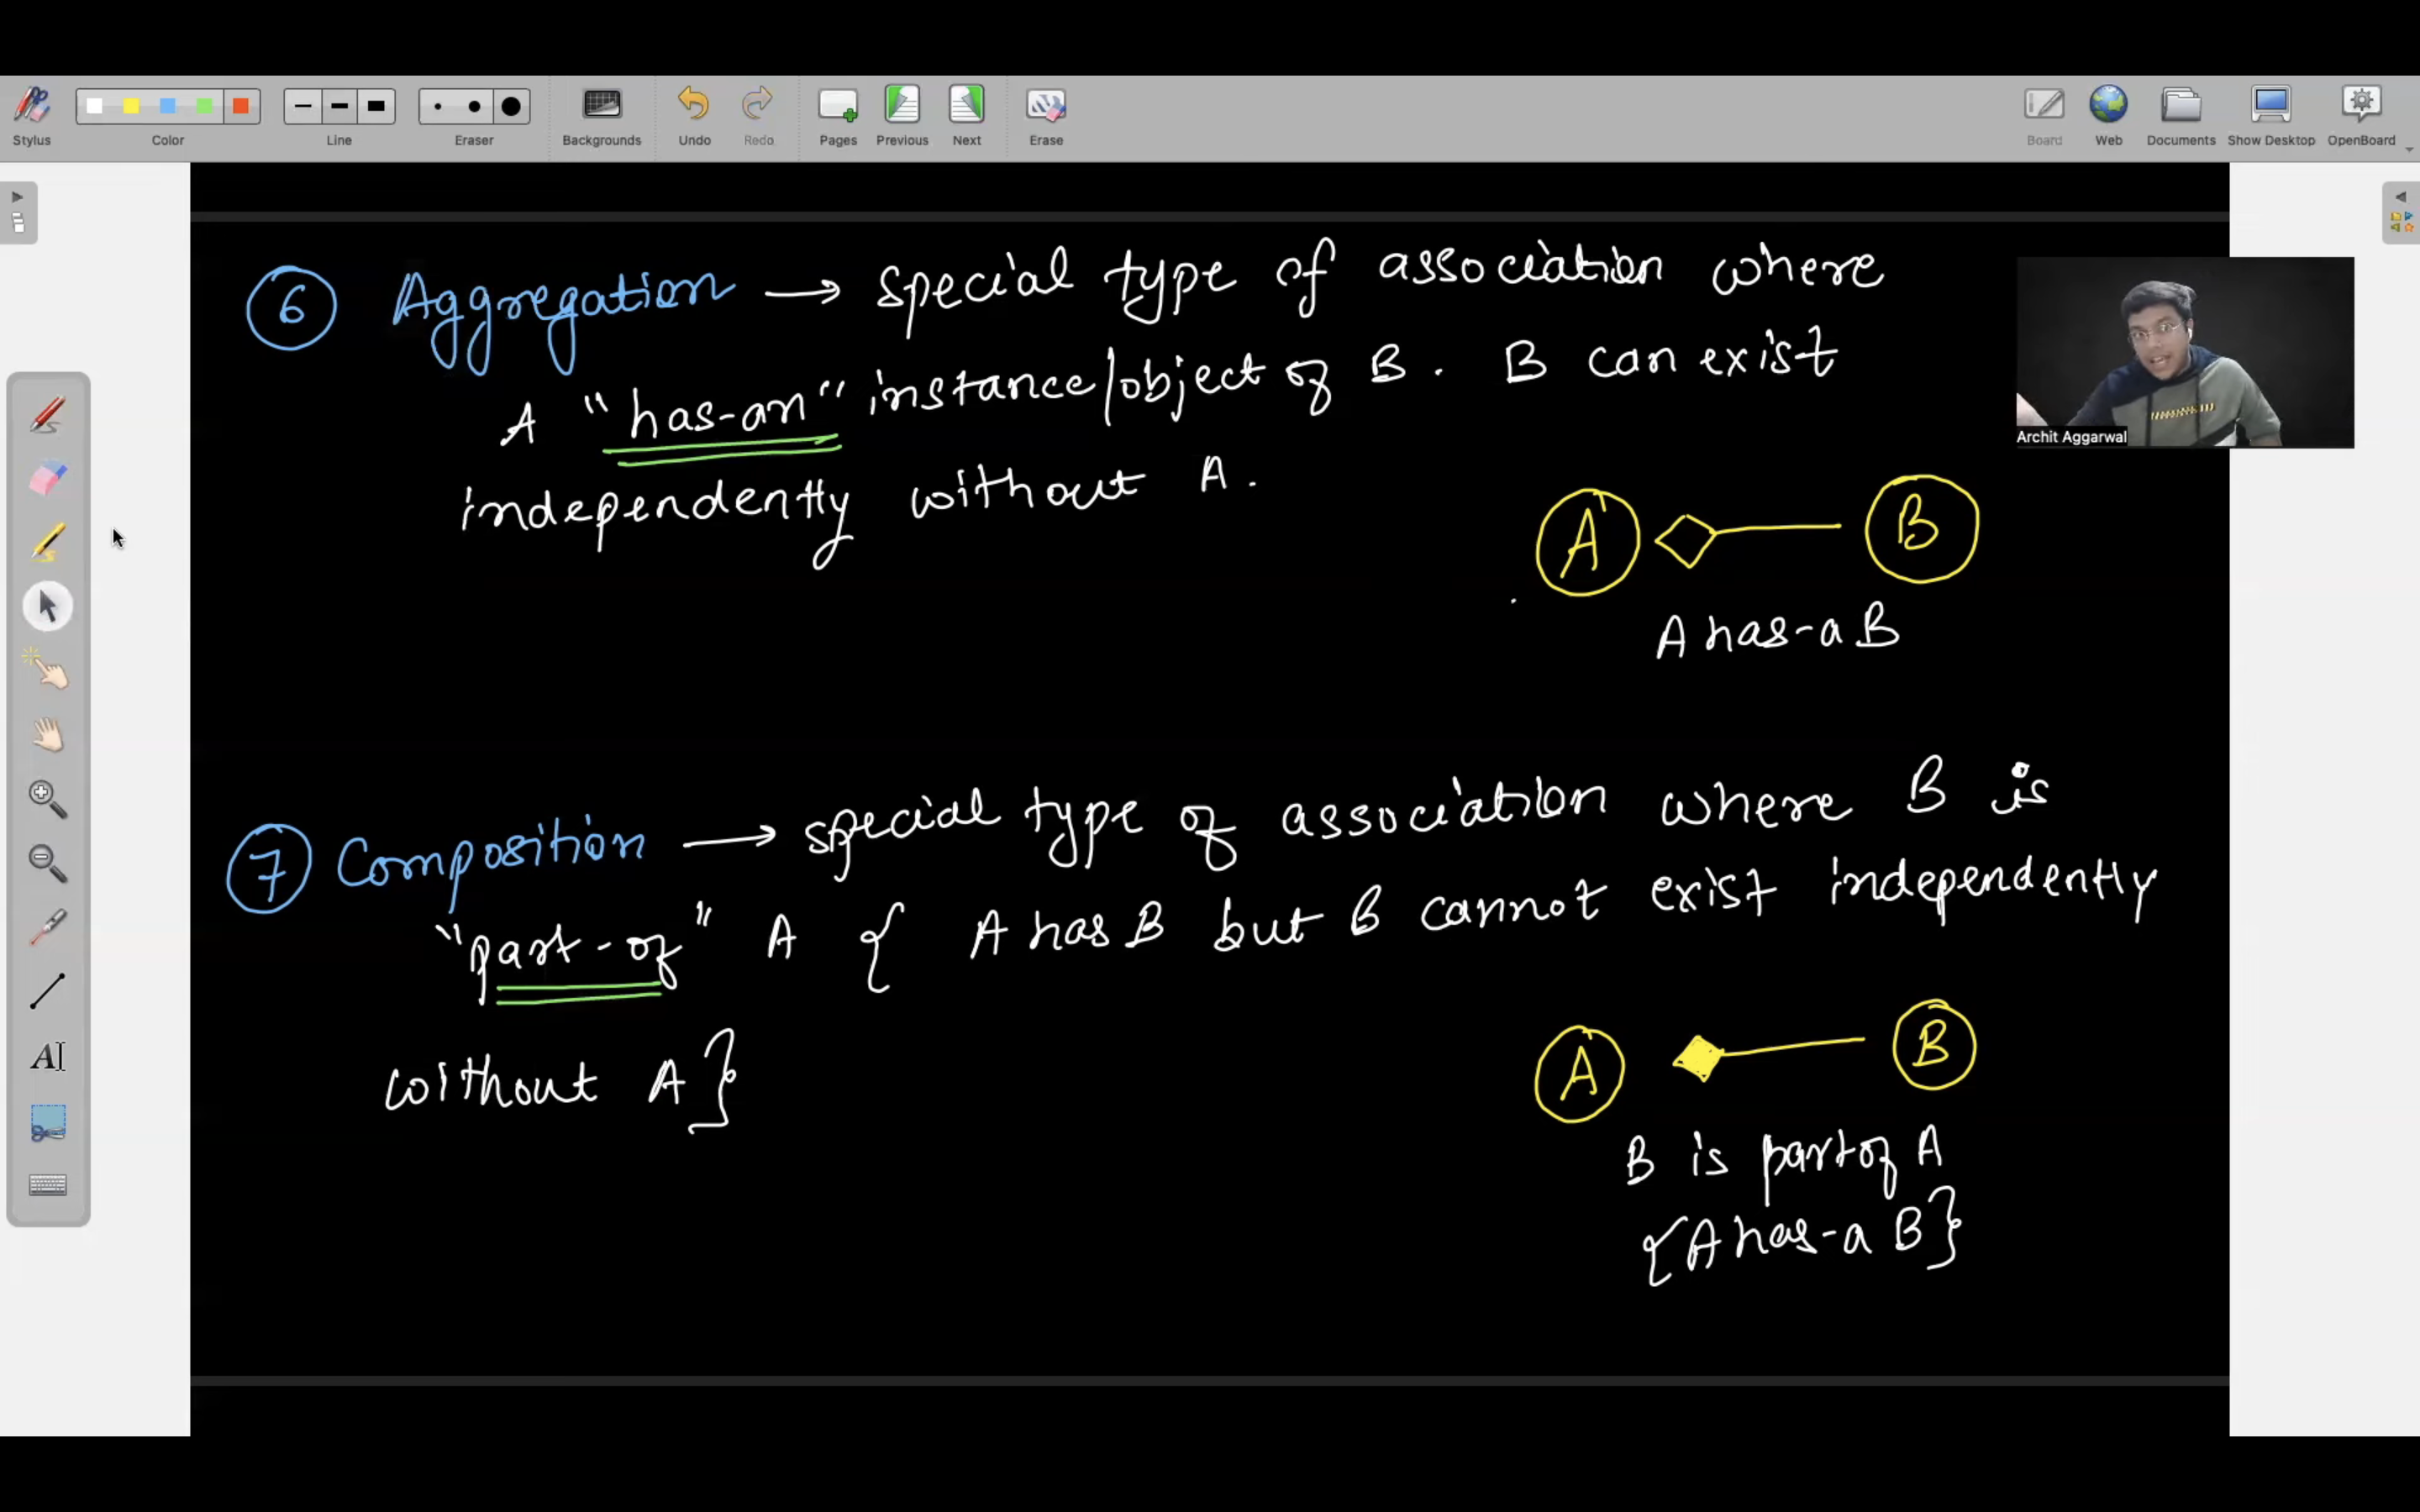 Stylus
Color
Line
Eraser
Backgrounds
Undo
Redo
Pages
Previous
Next
Erase
Board
Web
Documents
Show Desktop
OpenBoard
6 Aggregation → special type of association where
A "has-an" instance/object of B. B can exist
independently without A.
Archit Aggarwal
A B
A has-a B
7 Composition → special type of association where B is
"part-of" A { A has B but B cannot exist independently
without A }
A B
B is part of A
{A has-a B}
AI